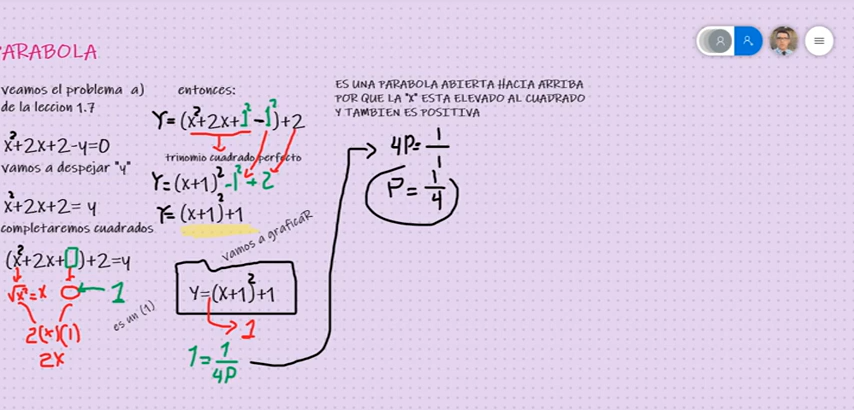 PARABOLA
veamos el problema a)
de la leccion 1.7
x²+2x+2-y=0
vamos a despejar "y"
x²+2x+2= y
completaremos cuadrados
(x²+2x+□)+2=y
√x²=x
1
2(x)(1)
2x
es un (1)
entonces:
Y=(x²+2x+1²-1²)+2
trinomio cuadrado perfecto
Y=(x+1)²-1²+2
Y=(x+1)²+1
vamos a graficaR
Y=(x+1)²+1
1
1=1/4P
ES UNA PARABOLA ABIERTA HACIA ARRIBA
POR QUE LA "X" ESTA ELEVADO AL CUADRADO
Y TAMBIEN ES POSITIVA
4P=1/1
P=1/4